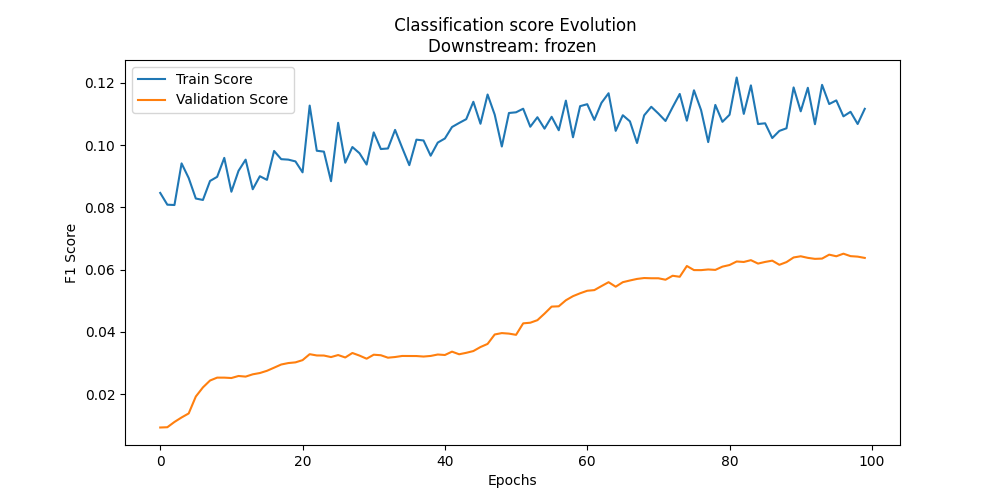 Classification score Evolution
Downstream: frozen
Train Score
Validation Score
0.12
0.10
0.08
0.06
0.04
0.02
F1 Score
0
20
40
60
80
100
Epochs